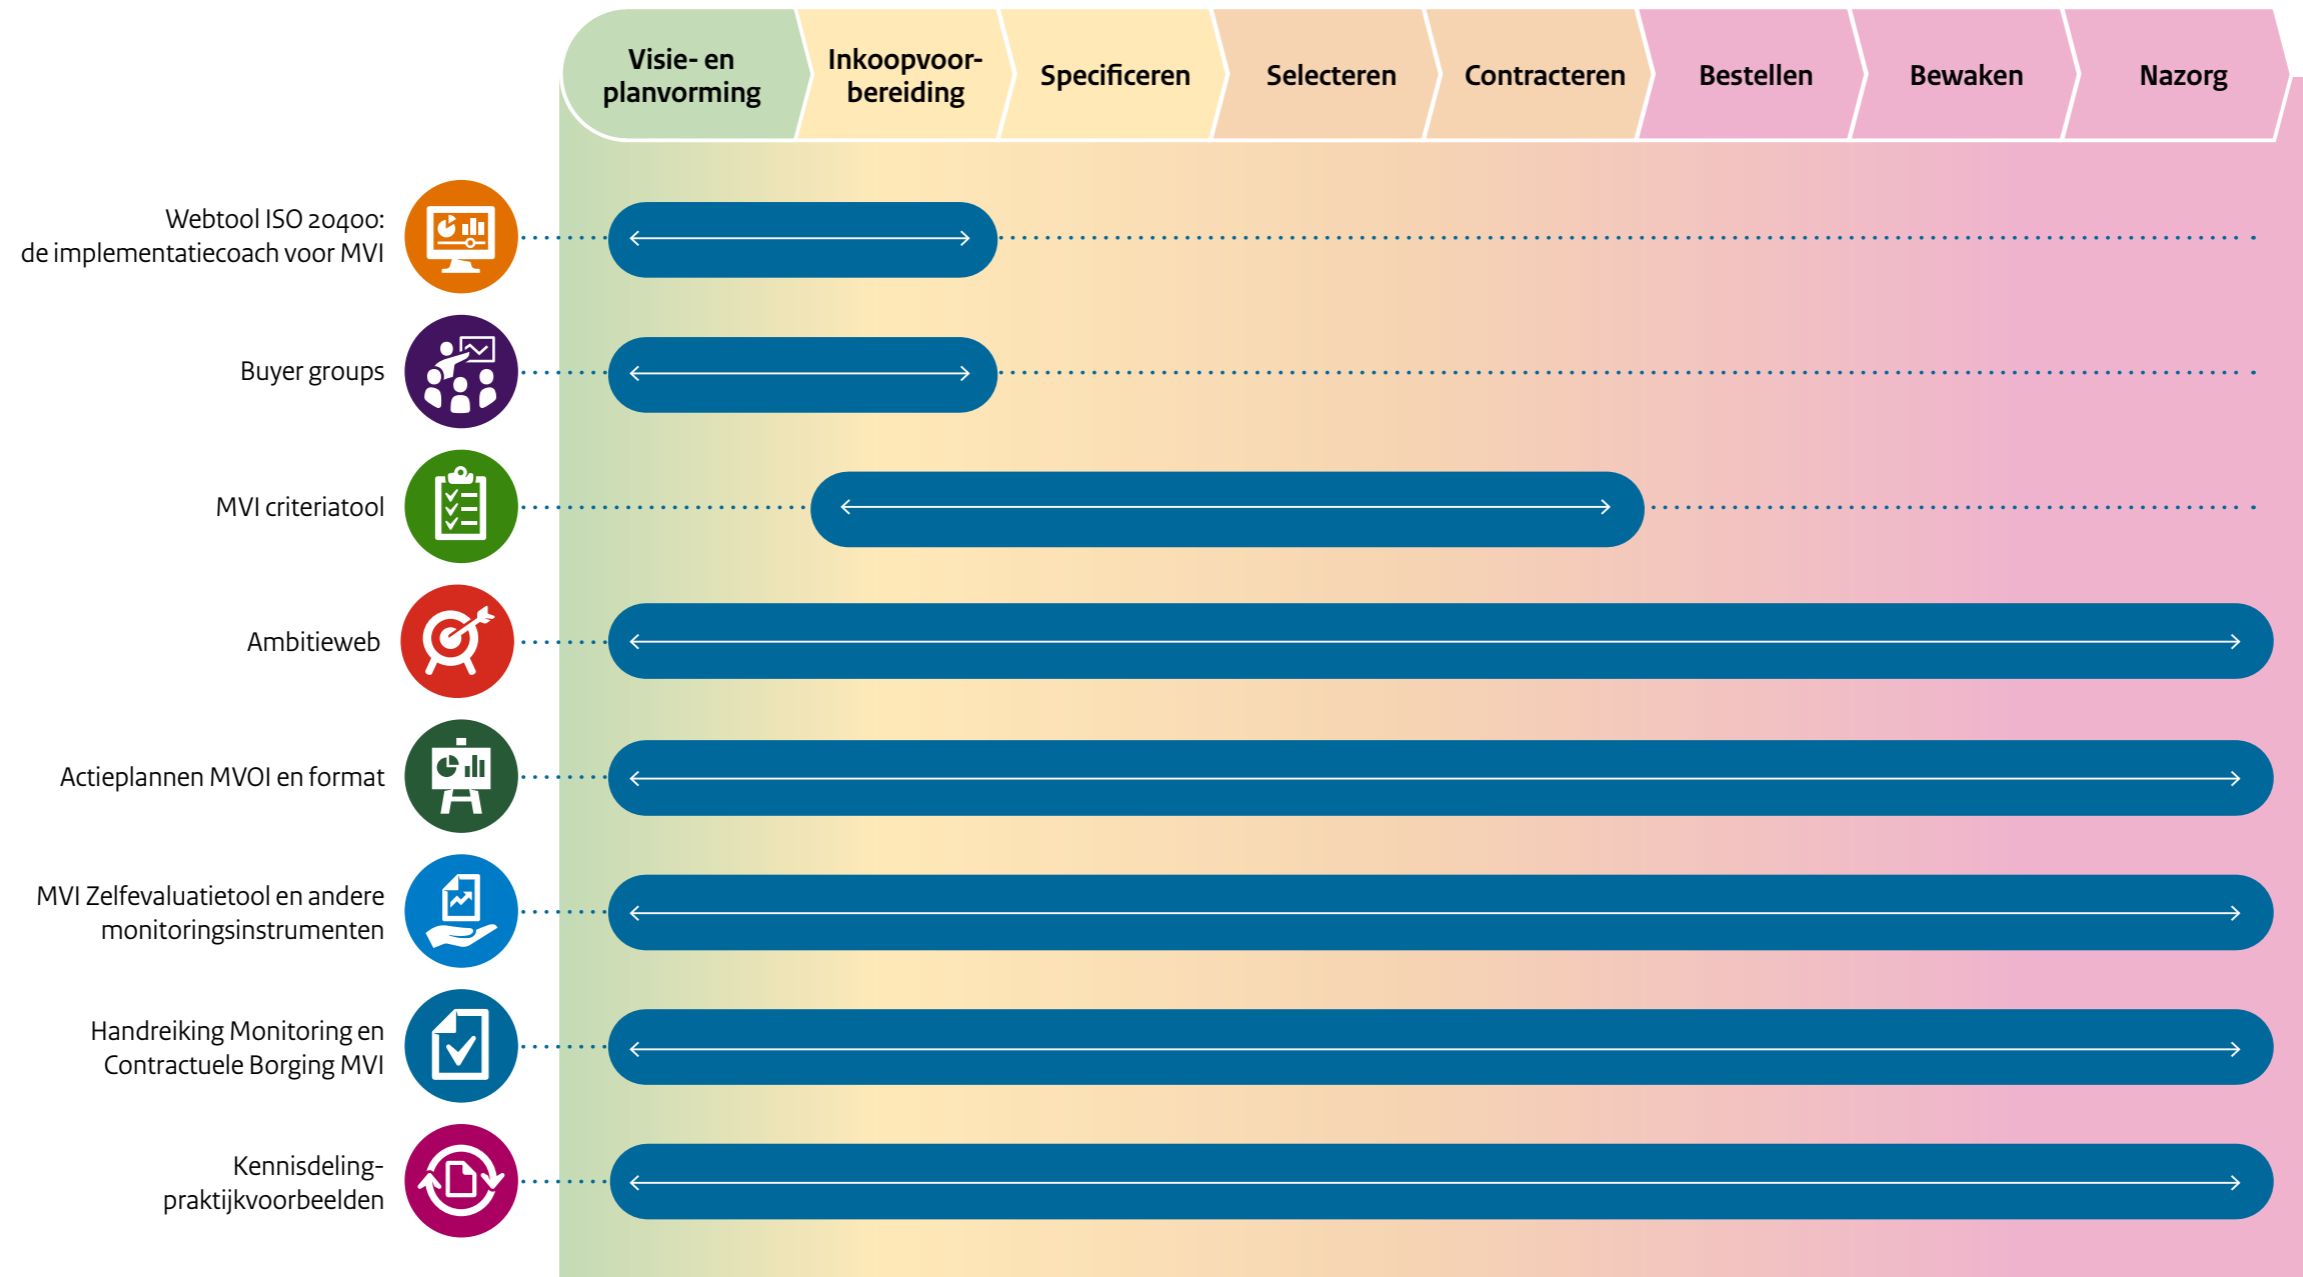 Visie- en
planvorming
Inkoopvoor-
bereiding
Specificeren
Selecteren
Contracteren
Bestellen
Bewaken
Nazorg
Webtool ISO 20400:
de implementatiecoach voor MVI
Buyer groups
MVI criteriatool
Ambitieweb
Actieplannen MVOI en format
MVI Zelfevaluatietool en andere
monitoringsinstrumenten
Handreiking Monitoring en
Contractuele Borging MVI
Kennisdeling-
praktijkvoorbeelden